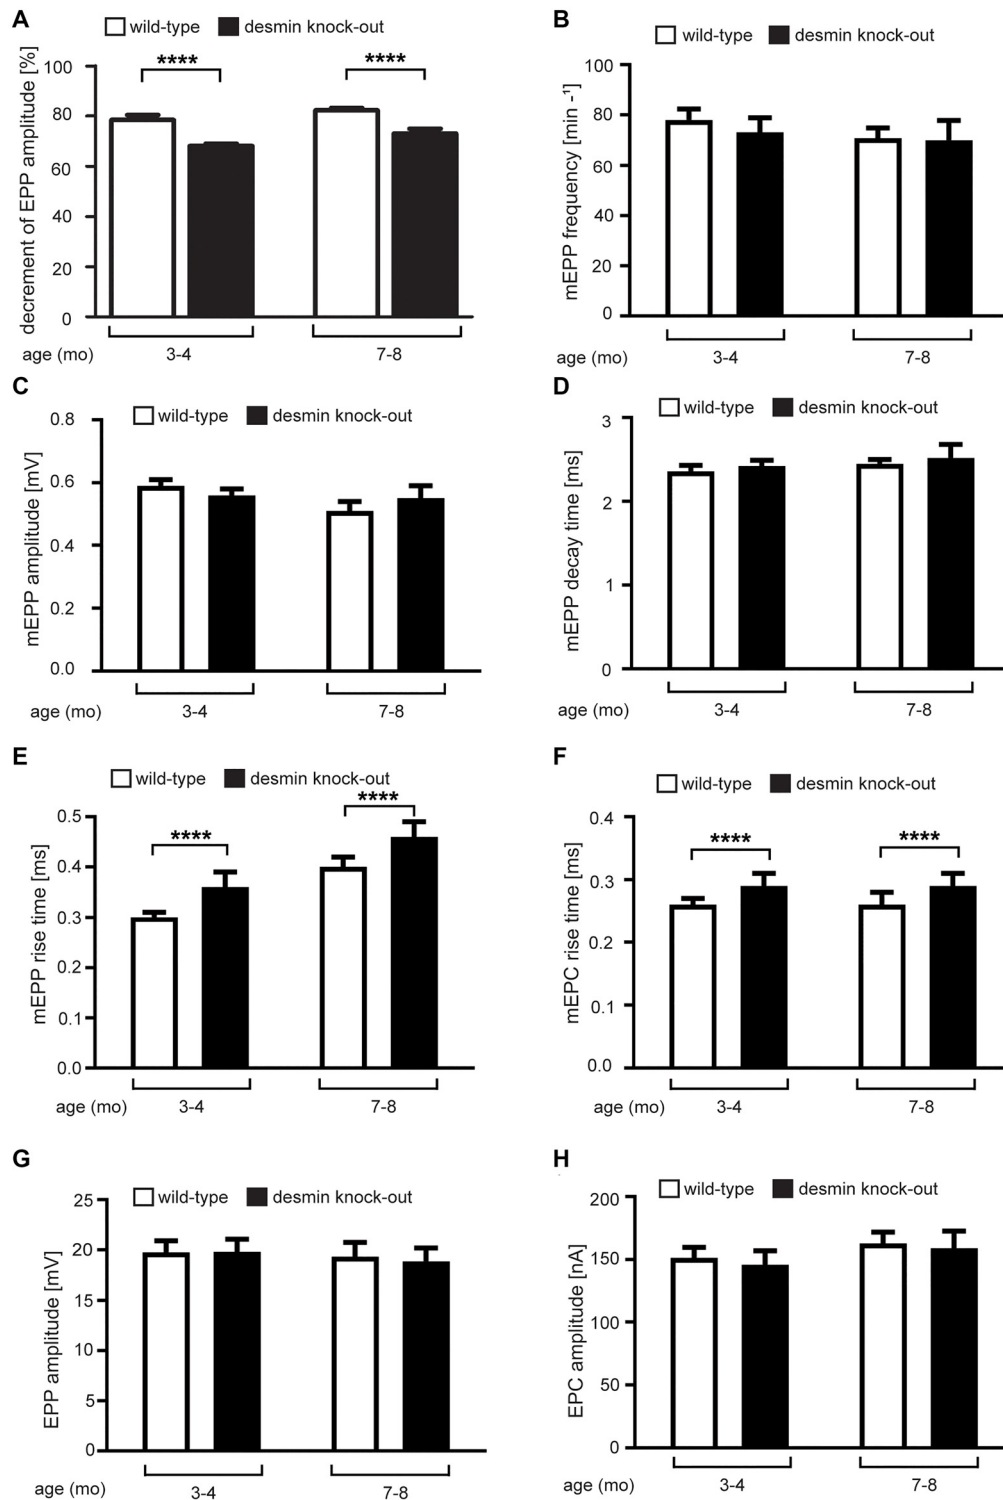 A
wild-type desmin knock-out
decrement of EPP amplitude [%]
100
80
60
40
20
0
**** ****
age (mo) 3-4 7-8
B
wild-type desmin knock-out
mEPP frequency [min -¹]
100
80
60
40
20
0
age (mo) 3-4 7-8
C
wild-type desmin knock-out
mEPP amplitude [mV]
0.8
0.6
0.4
0.2
0.0
age (mo) 3-4 7-8
D
wild-type desmin knock-out
mEPP decay time [ms]
3
2
1
0
age (mo) 3-4 7-8
E
wild-type desmin knock-out
mEPP rise time [ms]
0.5
0.4
0.3
0.2
0.1
0.0
**** ****
age (mo) 3-4 7-8
F
wild-type desmin knock-out
mEPC rise time [ms]
0.4
0.3
0.2
0.1
0.0
**** ****
age (mo) 3-4 7-8
G
wild-type desmin knock-out
EPP amplitude [mV]
25
20
15
10
5
0
age (mo) 3-4 7-8
H
wild-type desmin knock-out
EPC amplitude [nA]
200
150
100
50
0
age (mo) 3-4 7-8